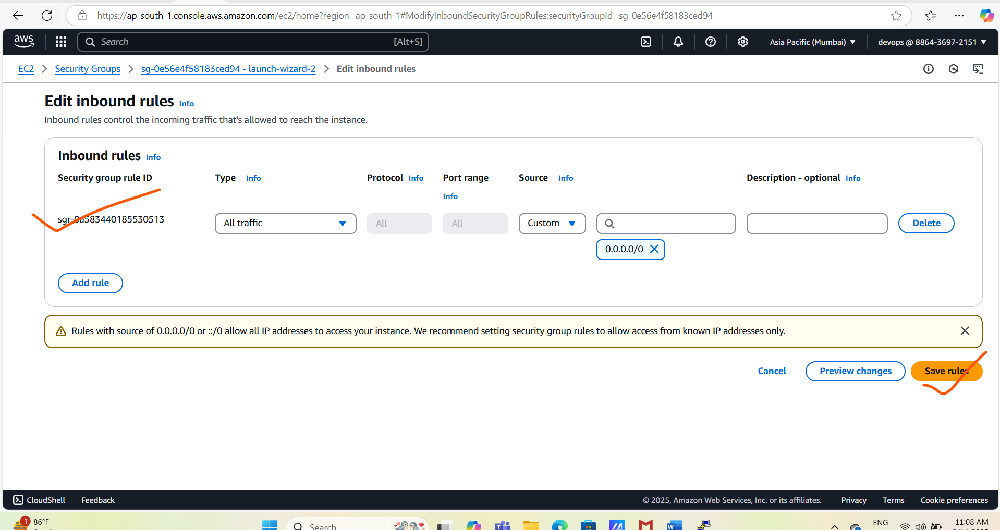 https://ap-south-1.console.aws.amazon.com/ec2/home?region=ap-south-1#ModifyInboundSecurityGroupRules:securityGroupId=sg-0e56e4f58183ced94
aws Search [Alt+S] Asia Pacific (Mumbai) devops @ 8864-3697-2151
EC2 > Security Groups > sg-0e56e4f58183ced94 - launch-wizard-2 > Edit inbound rules
Edit inbound rules Info
Inbound rules control the incoming traffic that's allowed to reach the instance.
Inbound rules Info
Security group rule ID Type Info Protocol Info Port range Info Source Info Description - optional Info
sgr-0a583440185530513 All traffic All All Custom Delete
0.0.0.0/0
Add rule
Rules with source of 0.0.0.0/0 or ::/0 allow all IP addresses to access your instance. We recommend setting security group rules to allow access from known IP addresses only.
Cancel Preview changes Save rules
CloudShell Feedback © 2025, Amazon Web Services, Inc. or its affiliates. Privacy Terms Cookie preferences
1 86°F Search ENG 11:08 AM